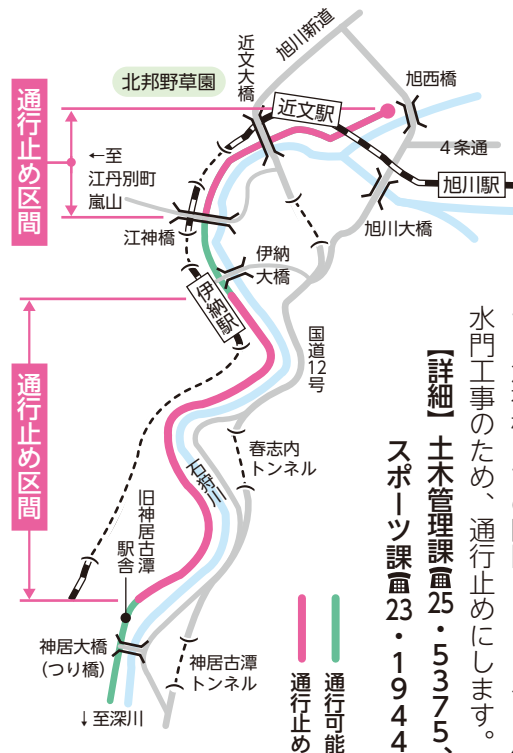 旭川新道
近文大橋
北邦野草園
近文駅
旭西橋
通行止め区間
←至
江丹別町
嵐山
4条通
旭川駅
江神橋
旭川大橋
伊納
大橋
伊納駅
国道12号
通行止め区間
春志内
トンネル
石狩川
旧神居古潭
駅舎
神居大橋
(つり橋)
神居古潭
トンネル
↓至深川
水門工事のため、通行止めにします。
【詳細】土木管理課☎25・5375、
スポーツ課☎23・1944
通行可能
通行止め